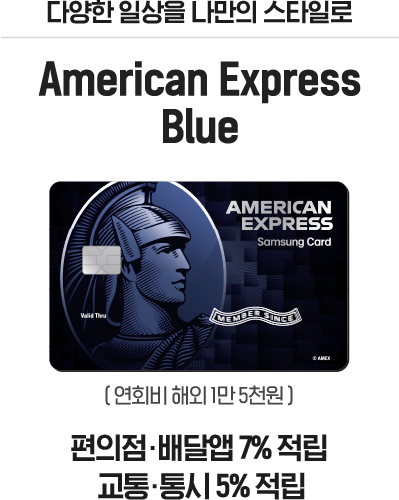 다양한 일상을 나만의 스타일로
American Express
Blue
AMERICAN
EXPRESS
Samsung Card
Valid Thru
MEMBER SINCE
© AMEX
( 연회비 해외 1만 5천원 )
편의점·배달앱 7% 적립
교통·통시 5% 적립